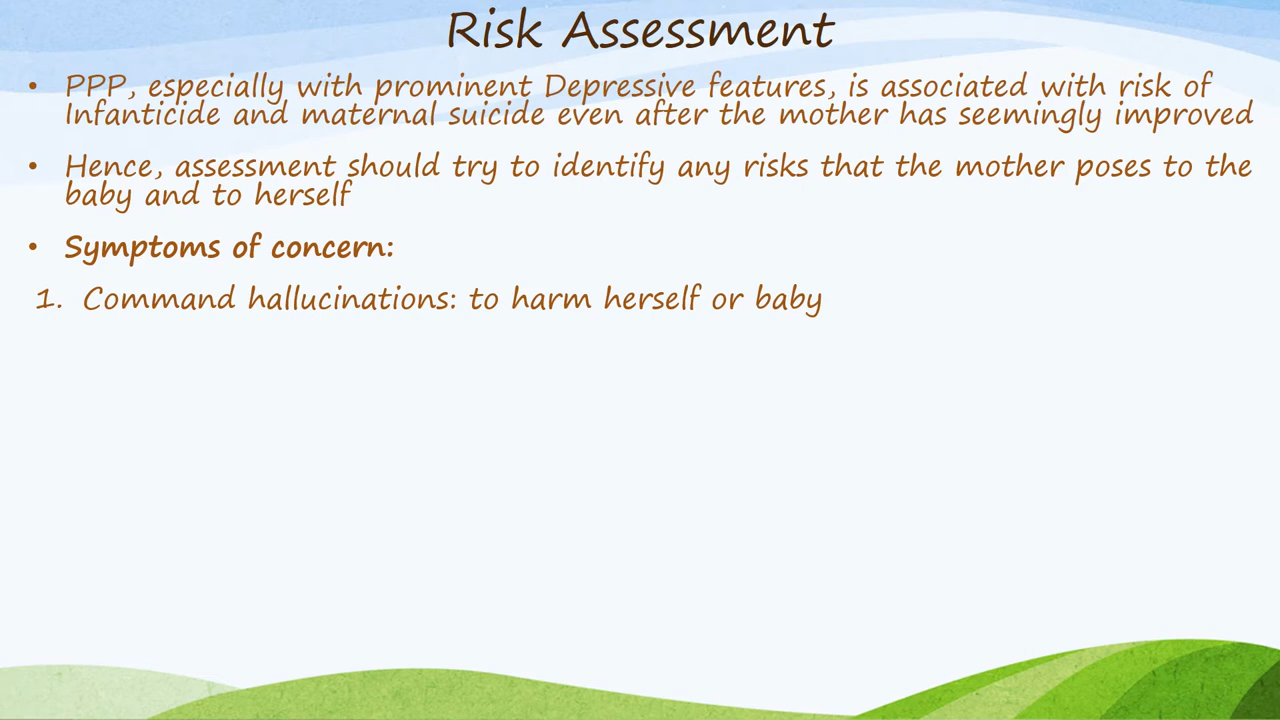 Risk Assessment
• PPP, especially with prominent Depressive features, is associated with risk of
Infanticide and maternal suicide even after the mother has seemingly improved
• Hence, assessment should try to identify any risks that the mother poses to the
baby and to herself
• Symptoms of concern:
1. Command hallucinations: to harm herself or baby